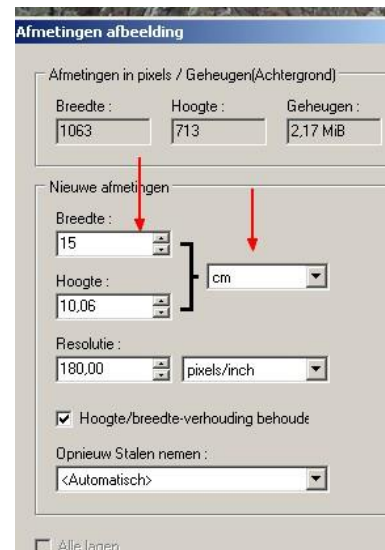 Afmetingen afbeelding
Afmetingen in pixels / Geheugen(Achtergrond)
Breedte : Hoogte : Geheugen :
1063 713 2,17 MiB
Nieuwe afmetingen
Breedte :
15
cm
Hoogte :
10,06
Resolutie :
180,00 pixels/inch
Hoogte/breedte-verhouding behoude
Opnieuw Stalen nemen :
<Automatisch>
Alle lagen